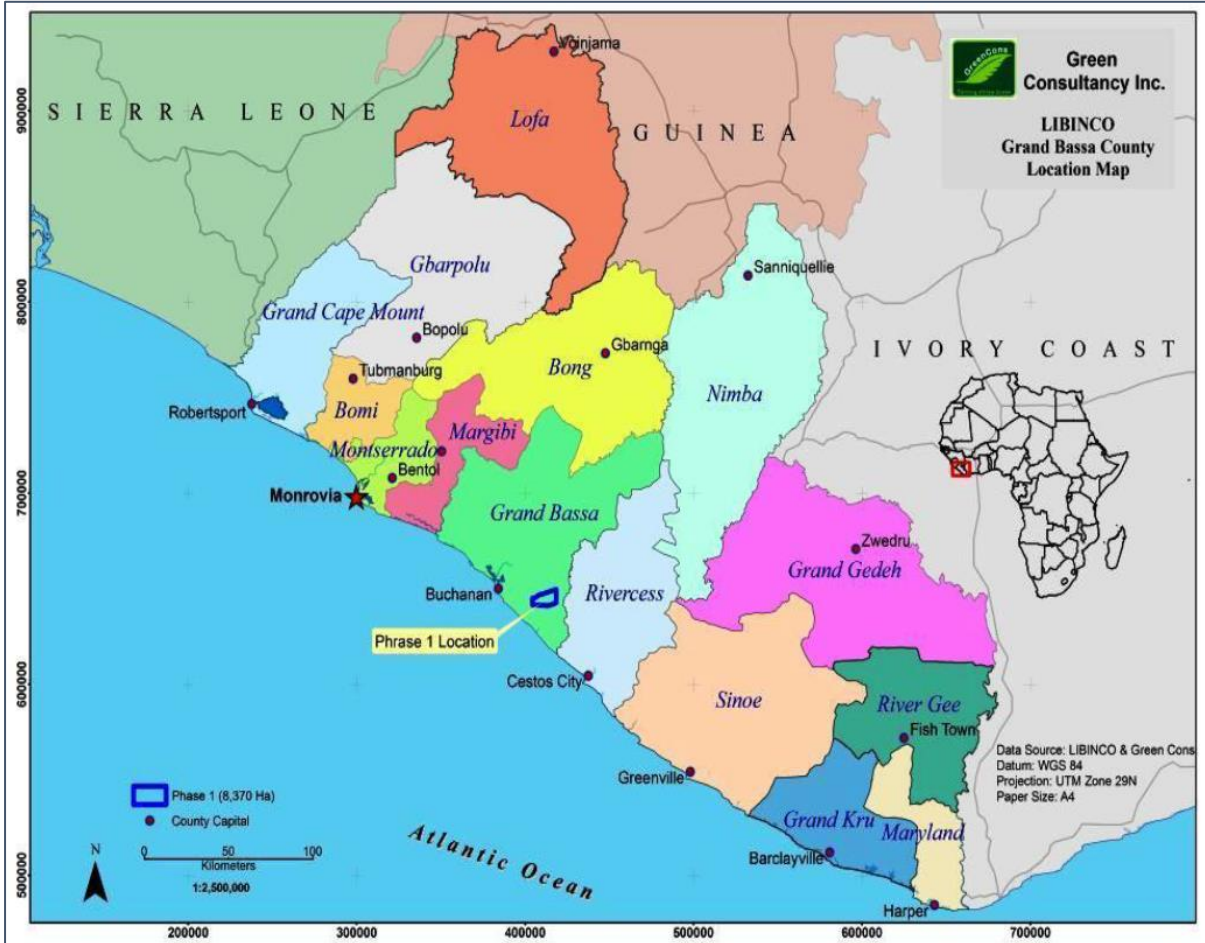 GreenCons
Green
Consultancy Inc.
LIBINCO
Grand Bassa County
Location Map
SIERRA LEONE
GUINEA
IVORY COAST
Voinjama
Lofa
Gbarpolu
Sanniquellie
Grand Cape Mount
Bopolu
Gbarnga
Tubmanburg
Bong
Nimba
Robertsport
Bomi
Margibi
Montserrado
Bentol
Monrovia
Grand Bassa
Zwedru
Grand Gedeh
Buchanan
Rivercess
Phrase 1 Location
Cestos City
Sinoe
River Gee
Fish Town
Greenville
Grand Kru
Maryland
Barclayville
Harper
Atlantic Ocean
Data Source: LIBINCO & Green Cons
Datum: WGS 84
Projection: UTM Zone 29N
Paper Size: A4
Phase 1 (8,370 Ha)
County Capital
N
0 50 100
Kilometers
1:2,500,000
900000
800000
700000
600000
500000
200000 300000 400000 500000 600000 700000